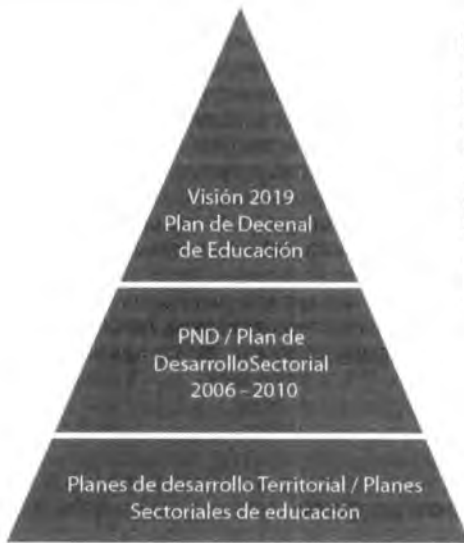 Visión 2019
Plan de Decenal
de Educación
PND / Plan de
DesarrolloSectorial
2006 – 2010
Planes de desarrollo Territorial / Planes
Sectoriales de educación